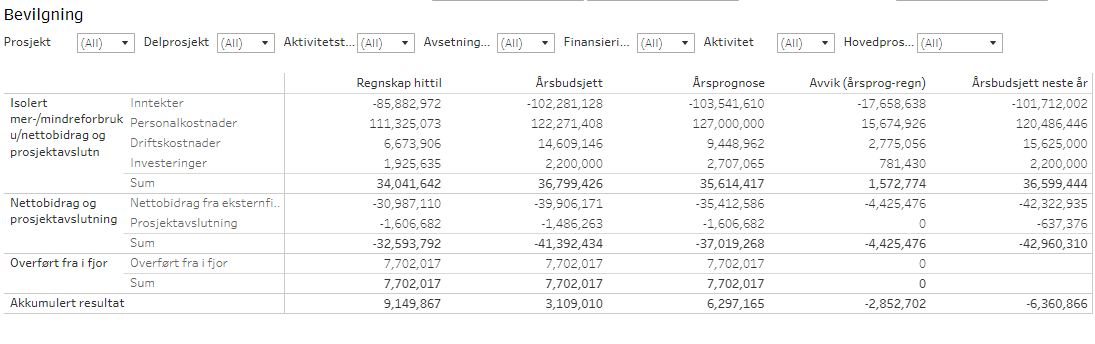 Bevilgning
Prosjekt (All) Delprosjekt (All) Aktivitetst... (All) Avsetning... (All) Finansieri... (All) Aktivitet (All) Hovedpros... (All)
Regnskap hittil Årsbudsjett Årsprognose Avvik (årsprog-regn) Årsbudsjett neste år
Isolert Inntekter -85,882,972 -102,281,128 -103,541,610 -17,658,638 -101,712,002
mer-/mindreforbruk Personalkostnader 111,325,073 122,271,408 127,000,000 15,674,926 120,486,446
u/nettobidrag og Driftskostnader 6,673,906 14,609,146 9,448,962 2,775,056 15,625,000
prosjektavslutn Investeringer 1,925,635 2,200,000 2,707,065 781,430 2,200,000
Sum 34,041,642 36,799,426 35,614,417 1,572,774 36,599,444
Nettobidrag og Nettobidrag fra eksternfi.. -30,987,110 -39,906,171 -35,412,586 -4,425,476 -42,322,935
prosjektavslutning Prosjektavslutning -1,606,682 -1,486,263 -1,606,682 0 -637,376
Sum -32,593,792 -41,392,434 -37,019,268 -4,425,476 -42,960,310
Overført fra i fjor Overført fra i fjor 7,702,017 7,702,017 7,702,017 0
Sum 7,702,017 7,702,017 7,702,017 0
Akkumulert resultat 9,149,867 3,109,010 6,297,165 -2,852,702 -6,360,866